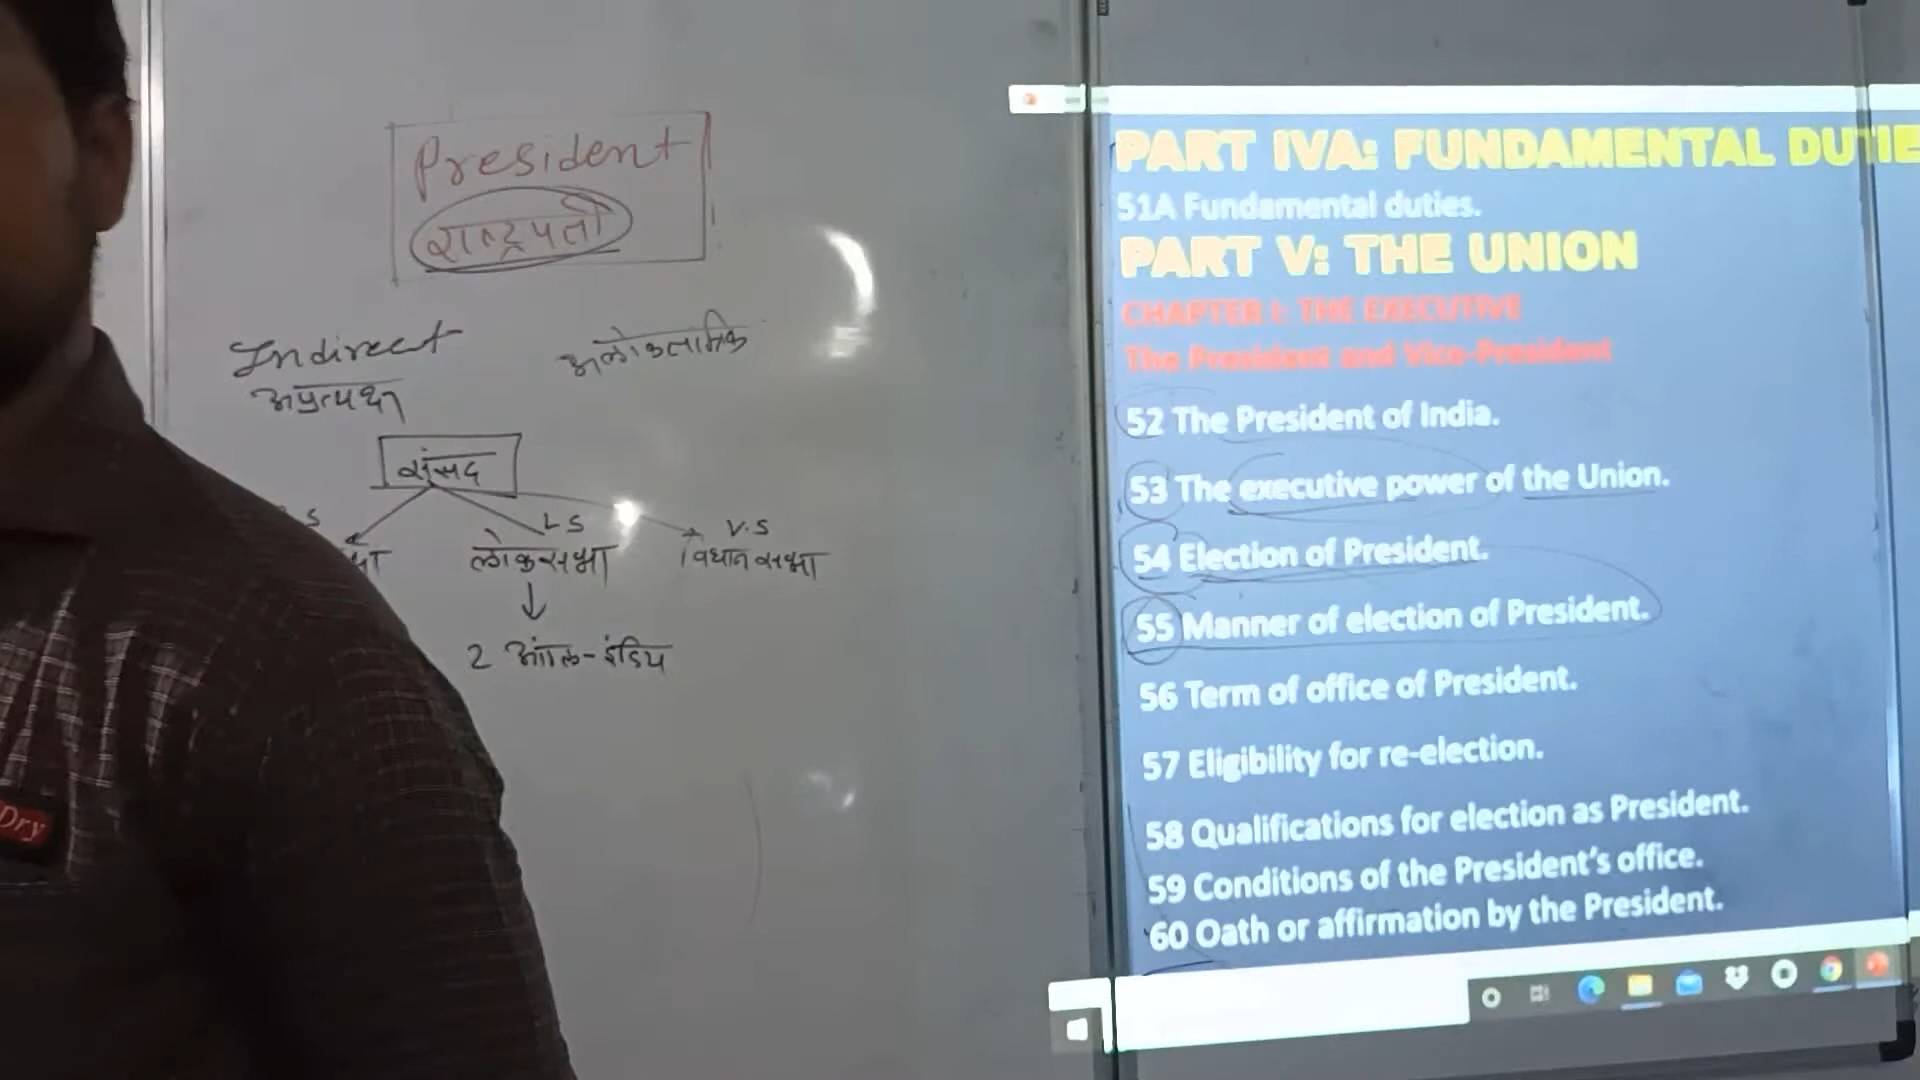 President
राष्ट्रपती
Indirect
अप्रत्यक्ष
संसद
S
L S
लोकसभा
V.S
विधानसभा
2
PART IVA: FUNDAMENTAL DUTIE
51A Fundamental duties.
PART V: THE UNION
CHAPTER I: THE EXECUTIVE
The President and Vice-President
52 The President of India.
53 The executive power of the Union.
54 Election of President.
55 Manner of election of President.
56 Term of office of President.
57 Eligibility for re-election.
58 Qualifications for election as President.
59 Conditions of the President's office.
60 Oath or affirmation by the President.
Dry